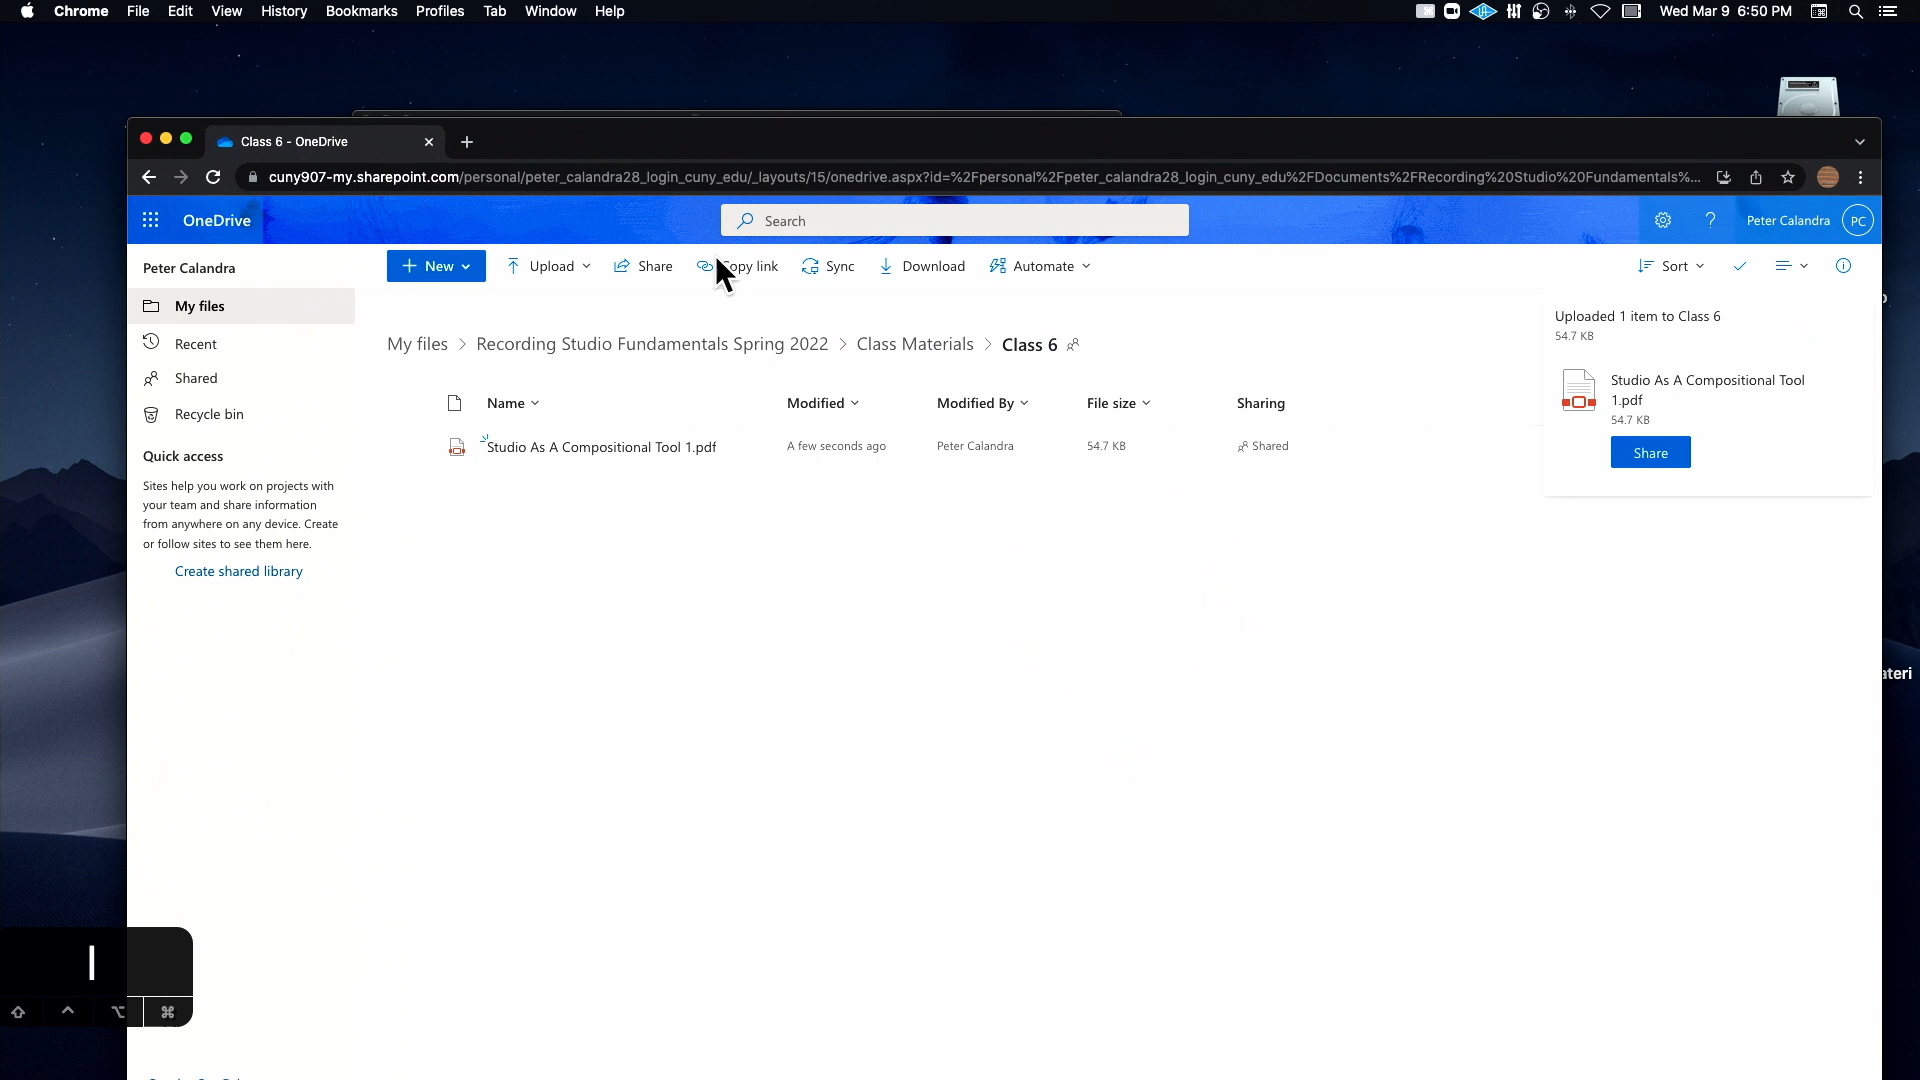 Chrome File Edit View History Bookmarks Profiles Tab Window Help
Wed Mar 9 6:50 PM
Class 6 - OneDrive
cuny907-my.sharepoint.com/personal/peter_calandra28_login_cuny_edu/_layouts/15/onedrive.aspx?id=%2Fpersonal%2Fpeter_calandra28_login_cuny_edu%2FDocuments%2FRecording%20Studio%20Fundamentals%...
OneDrive
Search
Peter Calandra PC
Peter Calandra
New Upload Share Copy link Sync Download Automate
Sort
My files
Recent
Shared
Recycle bin
Quick access
Sites help you work on projects with
your team and share information
from anywhere on any device. Create
or follow sites to see them here.
Create shared library
My files > Recording Studio Fundamentals Spring 2022 > Class Materials > Class 6
Name Modified Modified By File size Sharing
Studio As A Compositional Tool 1.pdf A few seconds ago Peter Calandra 54.7 KB Shared
Uploaded 1 item to Class 6
54.7 KB
Studio As A Compositional Tool
1.pdf
54.7 KB
Share
ateri